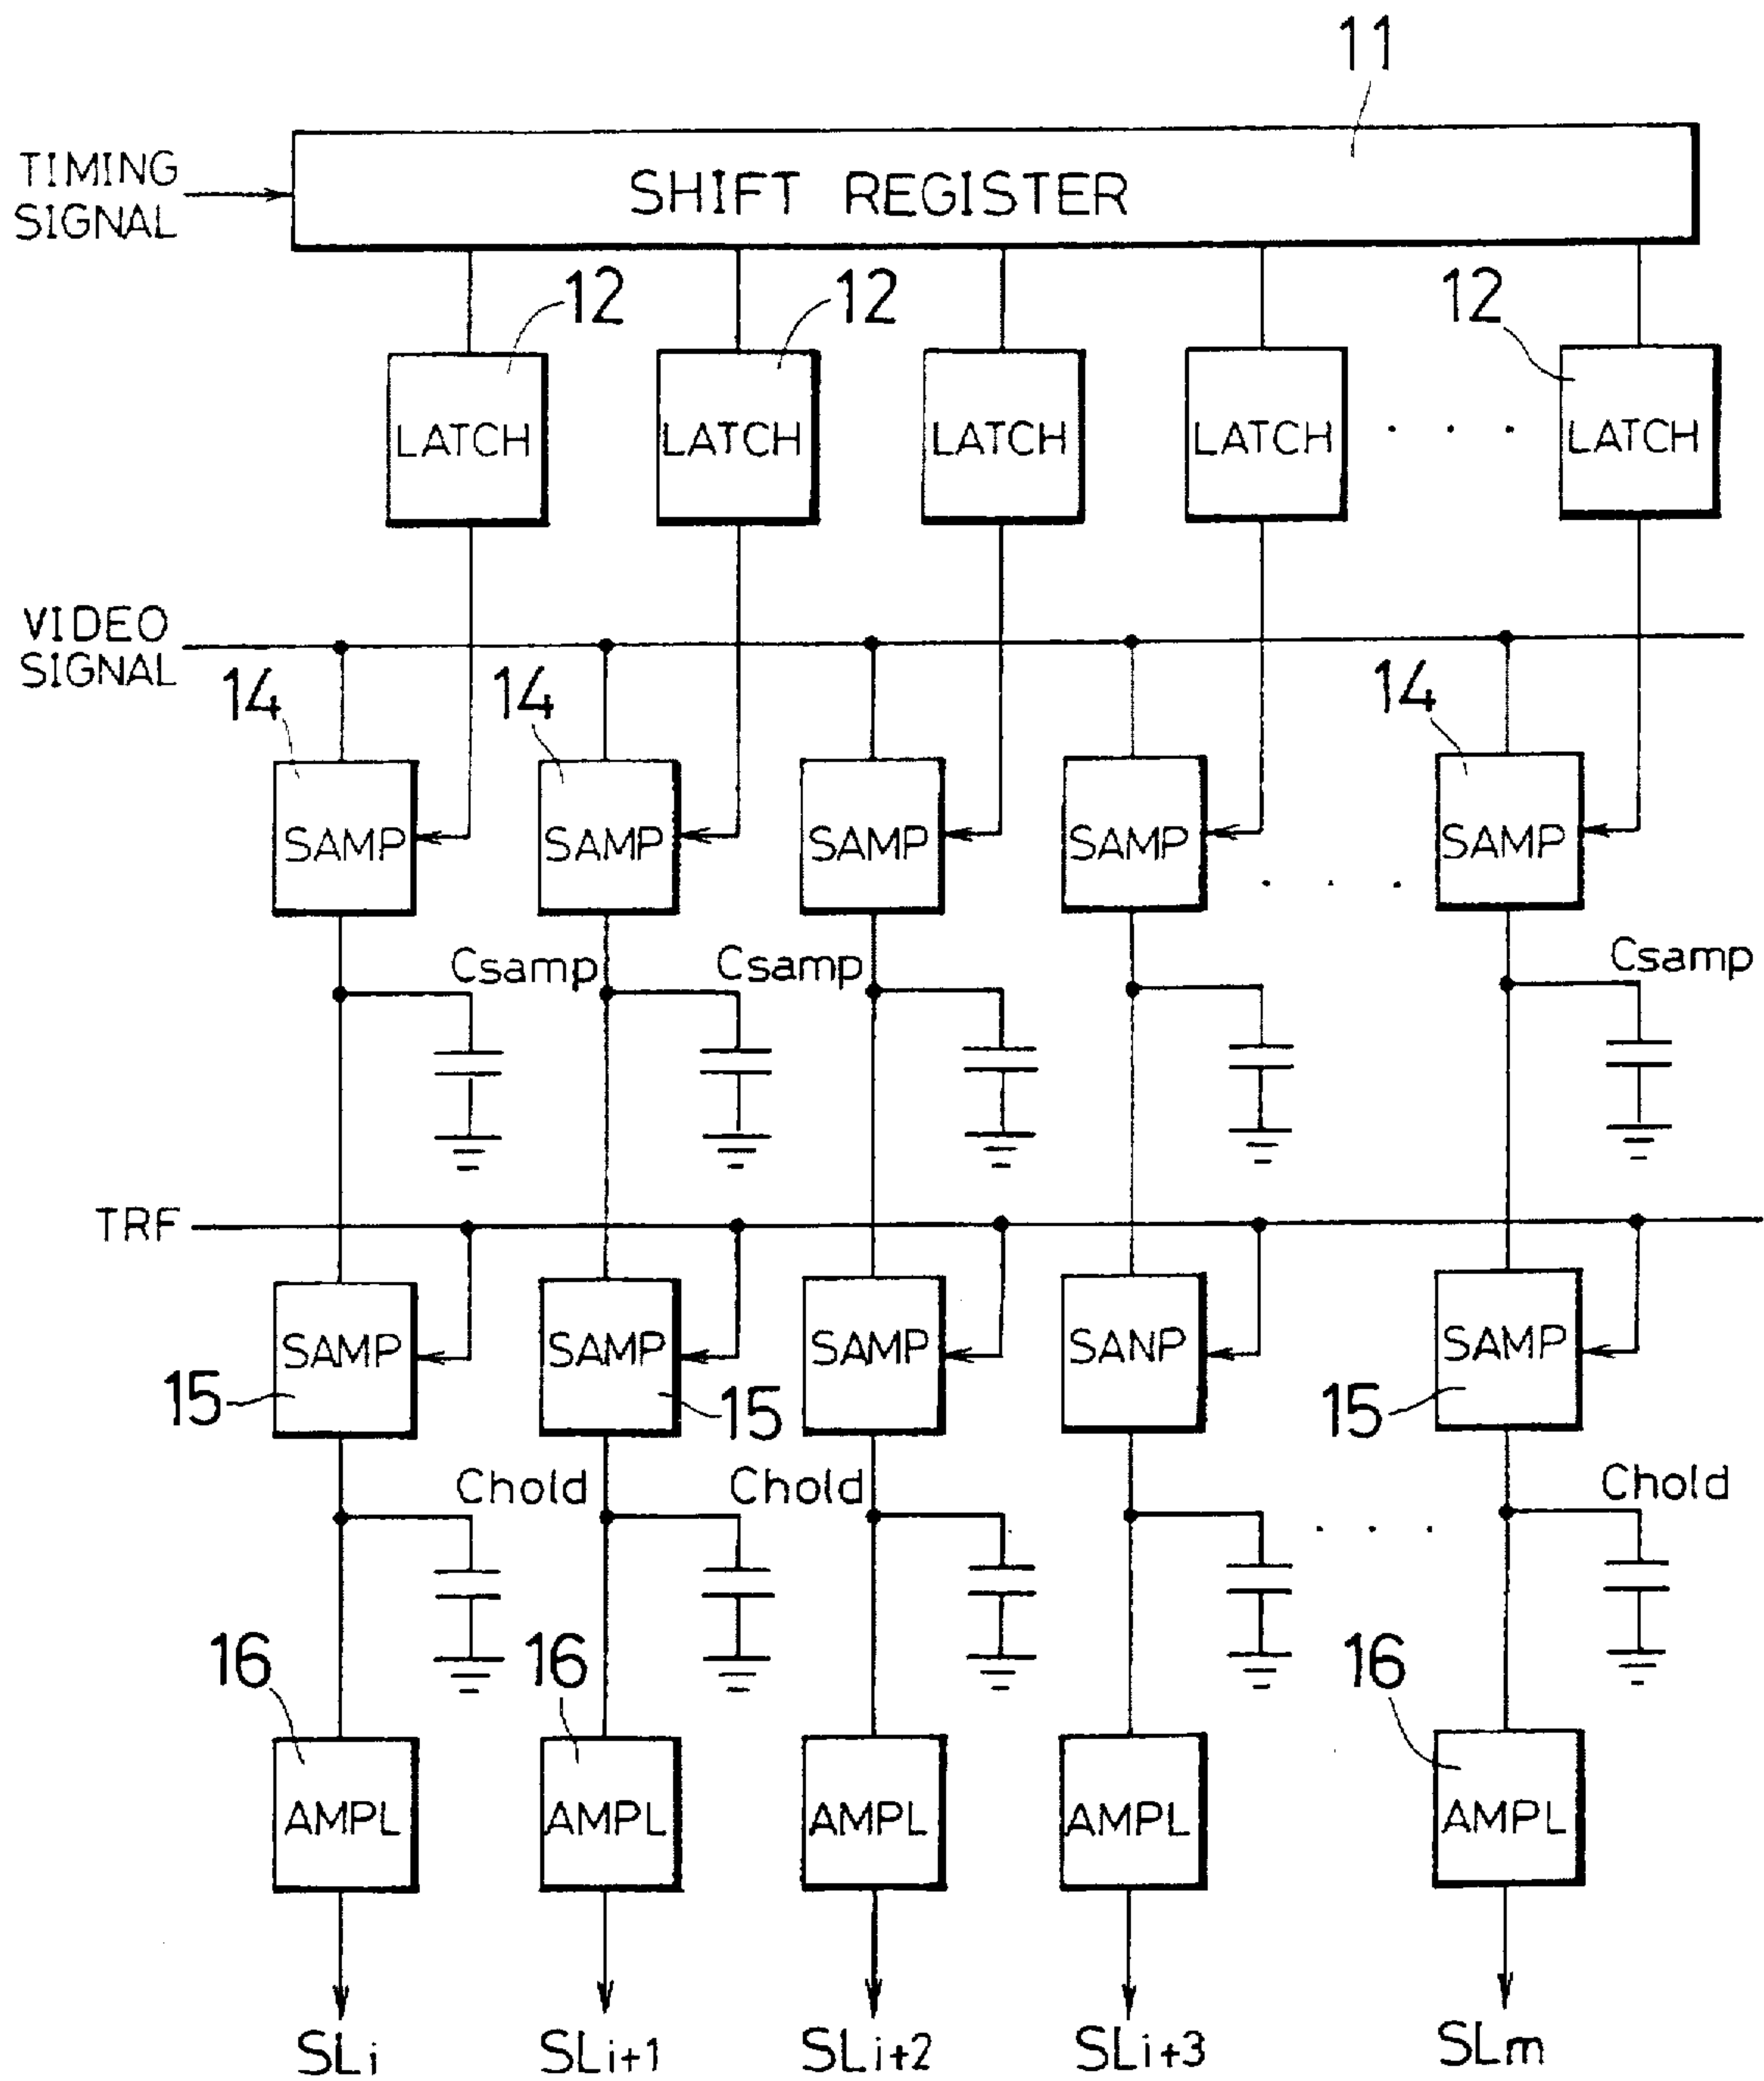 11
TIMING
SIGNAL
SHIFT REGISTER
12 12 12
LATCH LATCH LATCH LATCH . . . LATCH
VIDEO
SIGNAL
14 14 14
SAMP SAMP SAMP SAMP . . . SAMP
Csamp Csamp Csamp
TRF
SAMP SAMP SAMP SANP SAMP
15 15 15
Chold Chold Chold
. . .
16 16 16
AMPL AMPL AMPL AMPL AMPL
SLi SLi+1 SLi+2 SLi+3 SLm